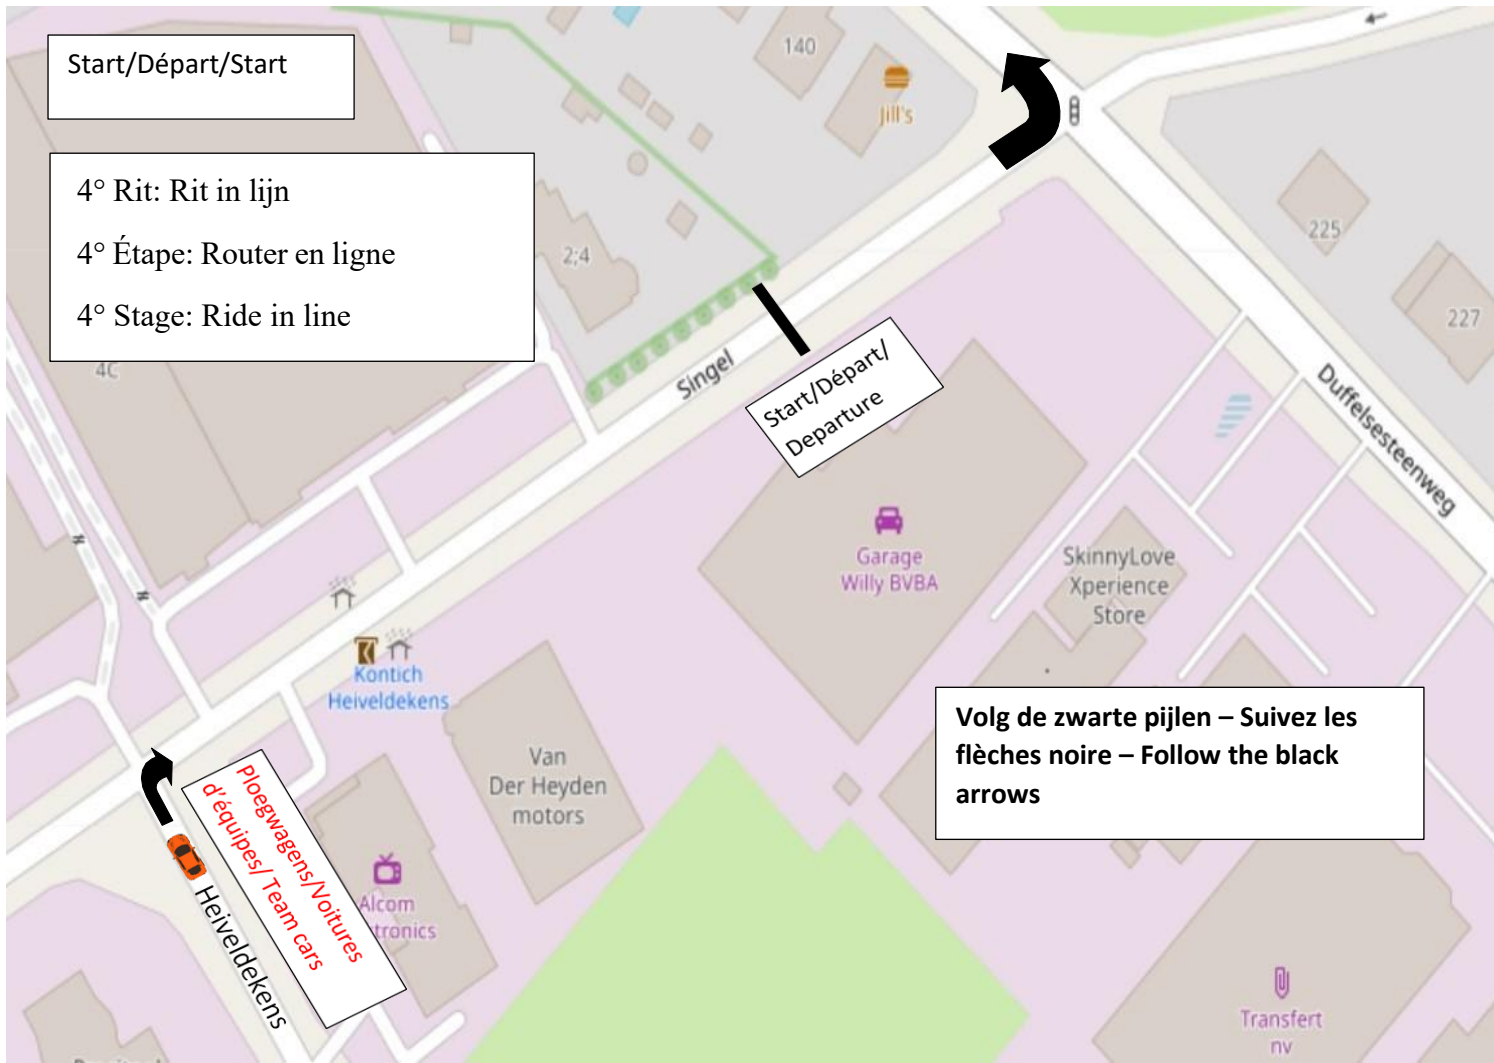 Start/Départ/Start
140
Jill's
4° Rit: Rit in lijn
4° Étape: Router en ligne
4° Stage: Ride in line
2;4
225
227
4C
Singel
Start/Départ/
Departure
Duffelsesteenweg
Garage
Willy BVBA
SkinnyLove
Xperience
Store
Kontich
Heiveldekens
Van
Der Heyden
motors
Volg de zwarte pijlen – Suivez les
flèches noire – Follow the black
arrows
Ploegwagens/Voitures
d'équipes/ Team cars
Alcom
tronics
Heiveldekens
Transfert
nv